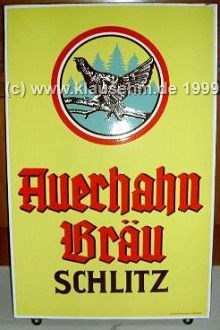 (c) www.klausehm.de 1999
Auerhahn
Bräu
SCHLITZ